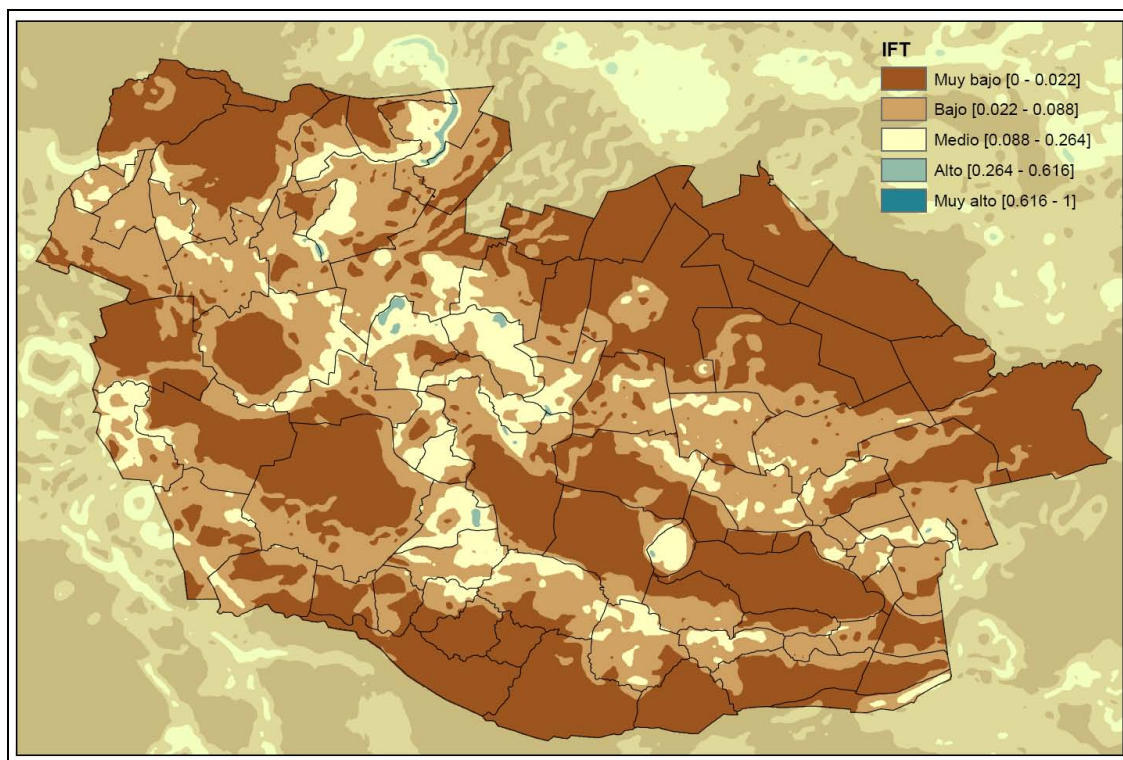 IFT
Muy bajo [0 - 0.022]
Bajo [0.022 - 0.088]
Medio [0.088 - 0.264]
Alto [0.264 - 0.616]
Muy alto [0.616 - 1]